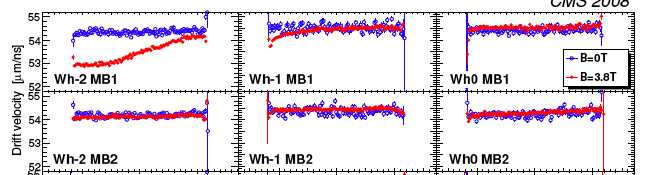 CMS 2008
Drift velocity [μm/ns]
55
54
53
52
Wh-2 MB1
Wh-1 MB1
Wh0 MB1
B=0T
B=3.8T
55
54
53
52
Wh-2 MB2
Wh-1 MB2
Wh0 MB2